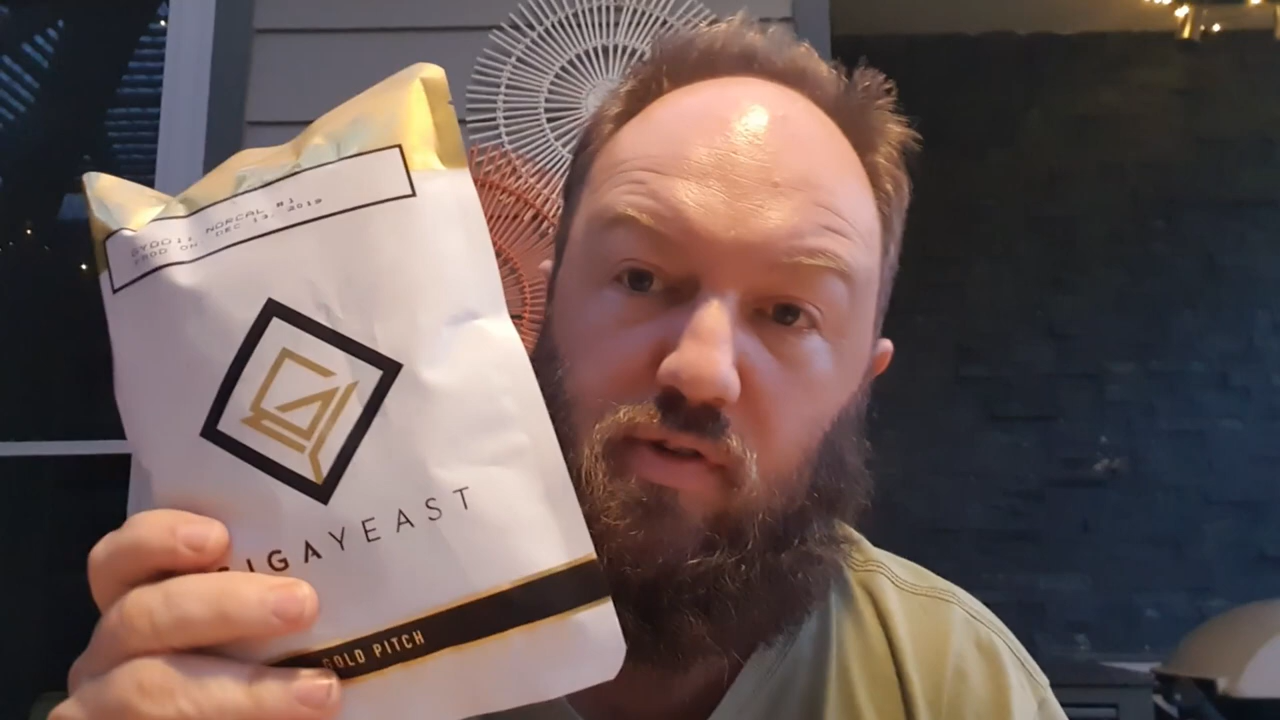 GY001, NORCAL #1
PROD ON DEC 13, 2019
GIGAYEAST
GOLD PITCH